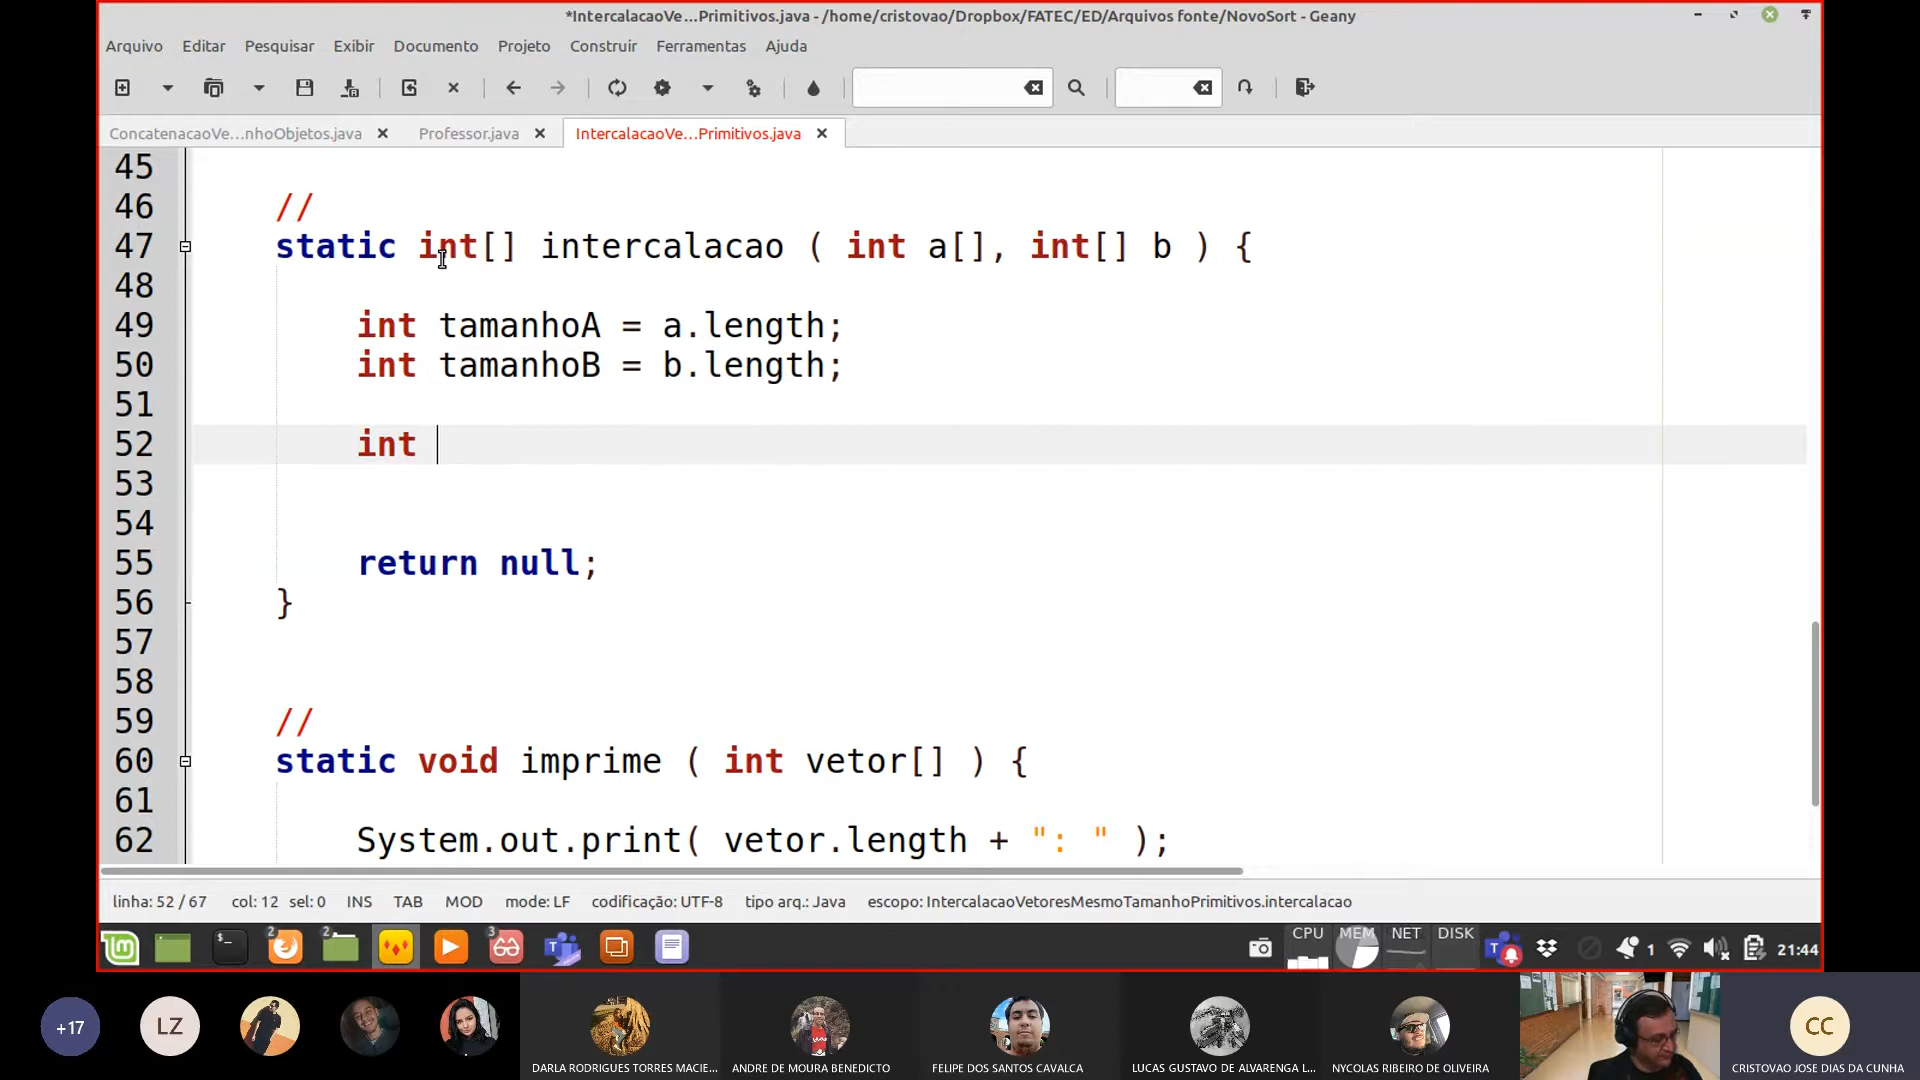 *IntercalacaoVe...Primitivos.java - /home/cristovao/Dropbox/FATEC/ED/Arquivos fonte/NovoSort - Geany
Arquivo Editar Pesquisar Exibir Documento Projeto Construir Ferramentas Ajuda
ConcatenacaoVe...nhoObjetos.java Professor.java IntercalacaoVe...Primitivos.java
45
46 //
47 static int[] intercalacao ( int a[], int[] b ) {
48
49 int tamanhoA = a.length;
50 int tamanhoB = b.length;
51
52 int
53
54
55 return null;
56 }
57
58
59 //
60 static void imprime ( int vetor[] ) {
61
62 System.out.print( vetor.length + ": " );
linha: 52 / 67 col: 12 sel: 0 INS TAB MOD mode: LF codificação: UTF-8 tipo arq.: Java escopo: IntercalacaoVetoresMesmoTamanhoPrimitivos.intercalacao
2 2 3 CPU MEM NET DISK 1 21:44
+17 LZ CC
DARLA RODRIGUES TORRES MACIE... ANDRE DE MOURA BENEDICTO FELIPE DOS SANTOS CAVALCA LUCAS GUSTAVO DE ALVARENGA L... NYCOLAS RIBEIRO DE OLIVEIRA CRISTOVAO JOSE DIAS DA CUNHA